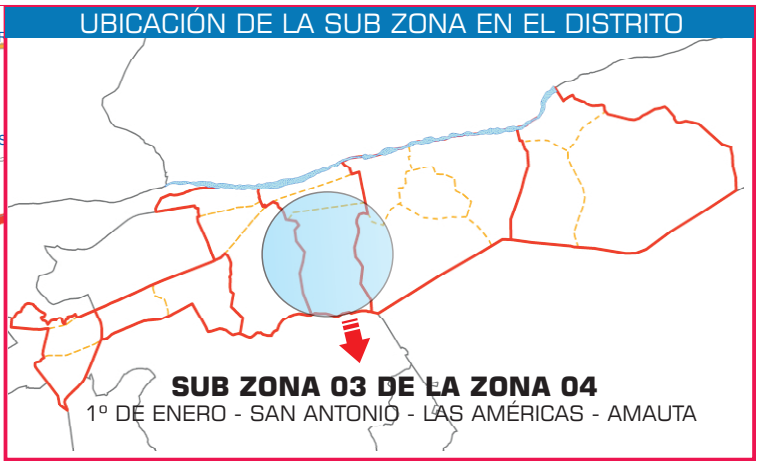 UBICACIÓN DE LA SUB ZONA EN EL DISTRITO
SUB ZONA 03 DE LA ZONA 04
1º DE ENERO - SAN ANTONIO - LAS AMÉRICAS - AMAUTA